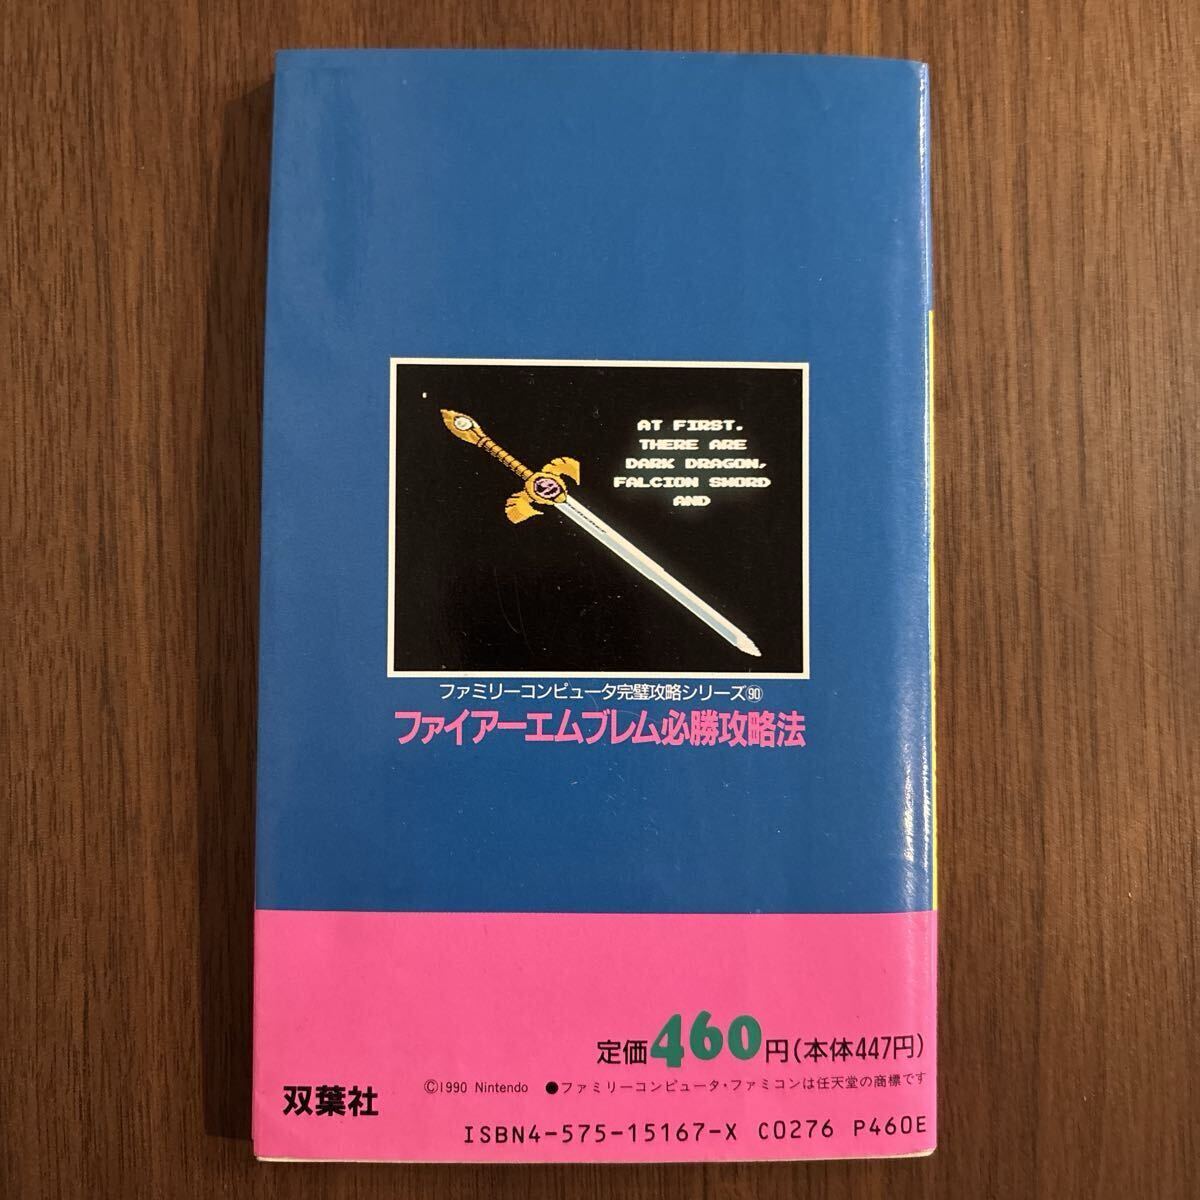 AT FIRST.
THERE ARE
DARK DRAGON,
FALCION SWORD
AND
ファミリーコンピュータ完璧攻略シリーズ90
ファイアーエムブレム必勝攻略法
定価460円(本体447円)
©1990 Nintendo ●ファミリーコンピュータ・ファミコンは任天堂の商標です
双葉社
ISBN4-575-15167-X C0276 P460E